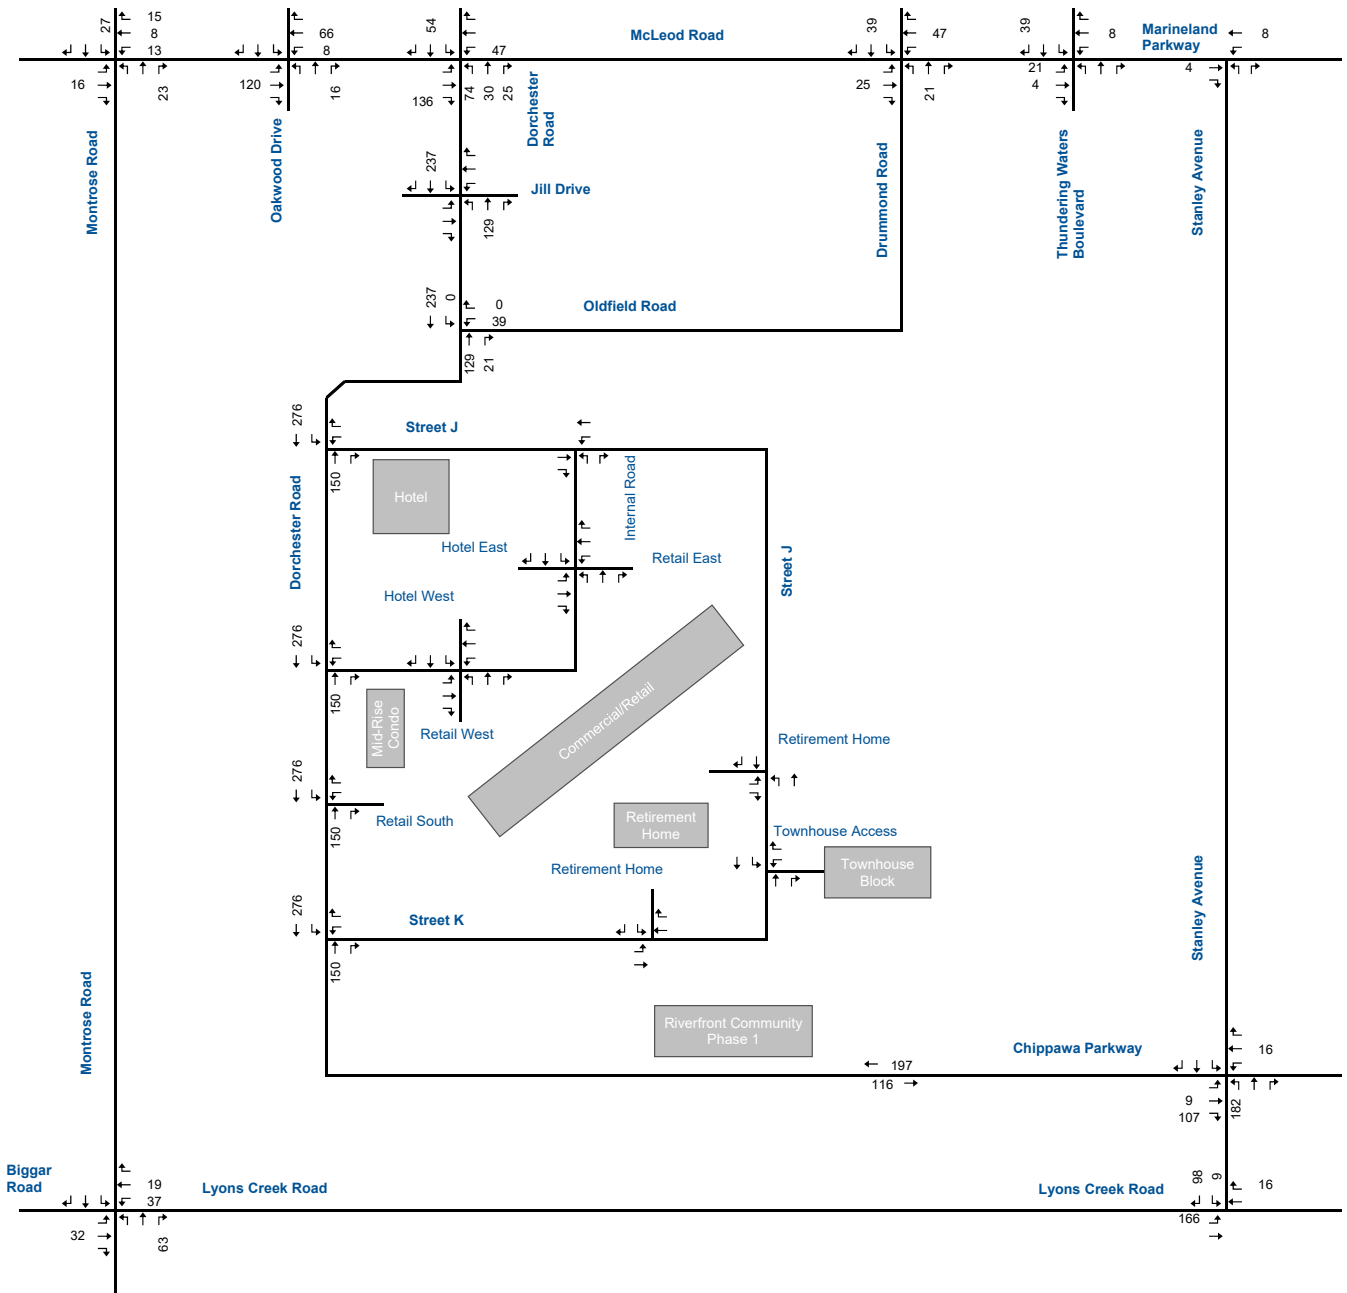 27
15
8
13
16
23
Montrose Road
66
8
120
16
Oakwood Drive
54
47
136
74
30
25
McLeod Road
Dorchester
Road
39
47
25
21
Drummond Road
39
8
21
4
Thundering Waters
Boulevard
Marineland
Parkway
8
4
Stanley Avenue
237
Jill Drive
129
237
0
0
39
Oldfield Road
129
21
276
Street J
150
Hotel
Dorchester Road
Internal Road
Hotel East
Retail East
Street J
Hotel West
276
150
Mid-Rise
Condo
Retail West
Commercial/Retail
Retirement Home
276
Retail South
150
Retirement
Home
Townhouse Access
Townhouse
Block
Retirement Home
276
Street K
150
Stanley Avenue
Montrose Road
Riverfront Community
Phase 1
197
116
Chippawa Parkway
16
9
107
182
Biggar
Road
19
37
32
63
Lyons Creek Road
Lyons Creek Road
98
9
16
166